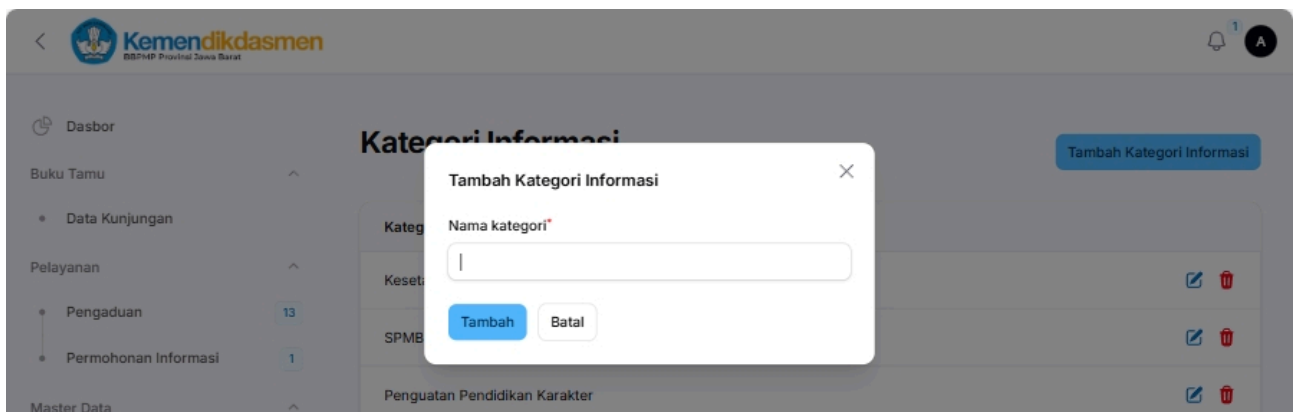 Kemendikdasmen
BBPMP Provinsi Jawa Barat
1
A
Dasbor
Buku Tamu
Data Kunjungan
Pelayanan
Pengaduan 13
Permohonan Informasi 1
Master Data
Kategori Informasi
Tambah Kategori Informasi
Tambah Kategori Informasi
Nama kategori*
Tambah Batal
Kateg
Keseta
SPMB
Penguatan Pendidikan Karakter